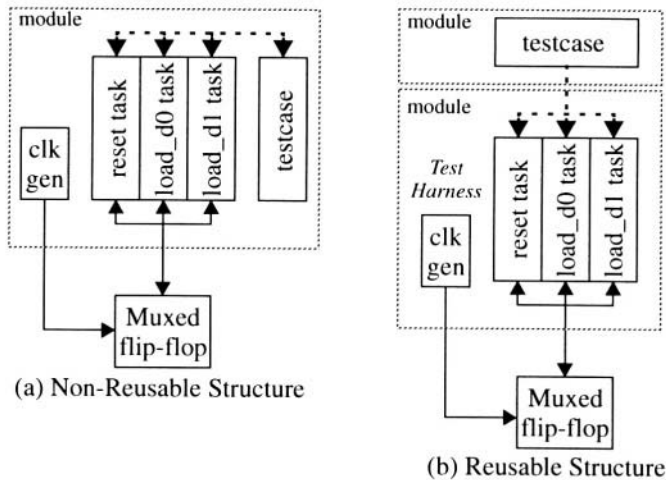 module
reset task
load_d0 task
load_d1 task
testcase
clk
gen
Muxed
flip-flop
(a) Non-Reusable Structure
module
testcase
module
Test
Harness
reset task
load_d0 task
load_d1 task
clk
gen
Muxed
flip-flop
(b) Reusable Structure